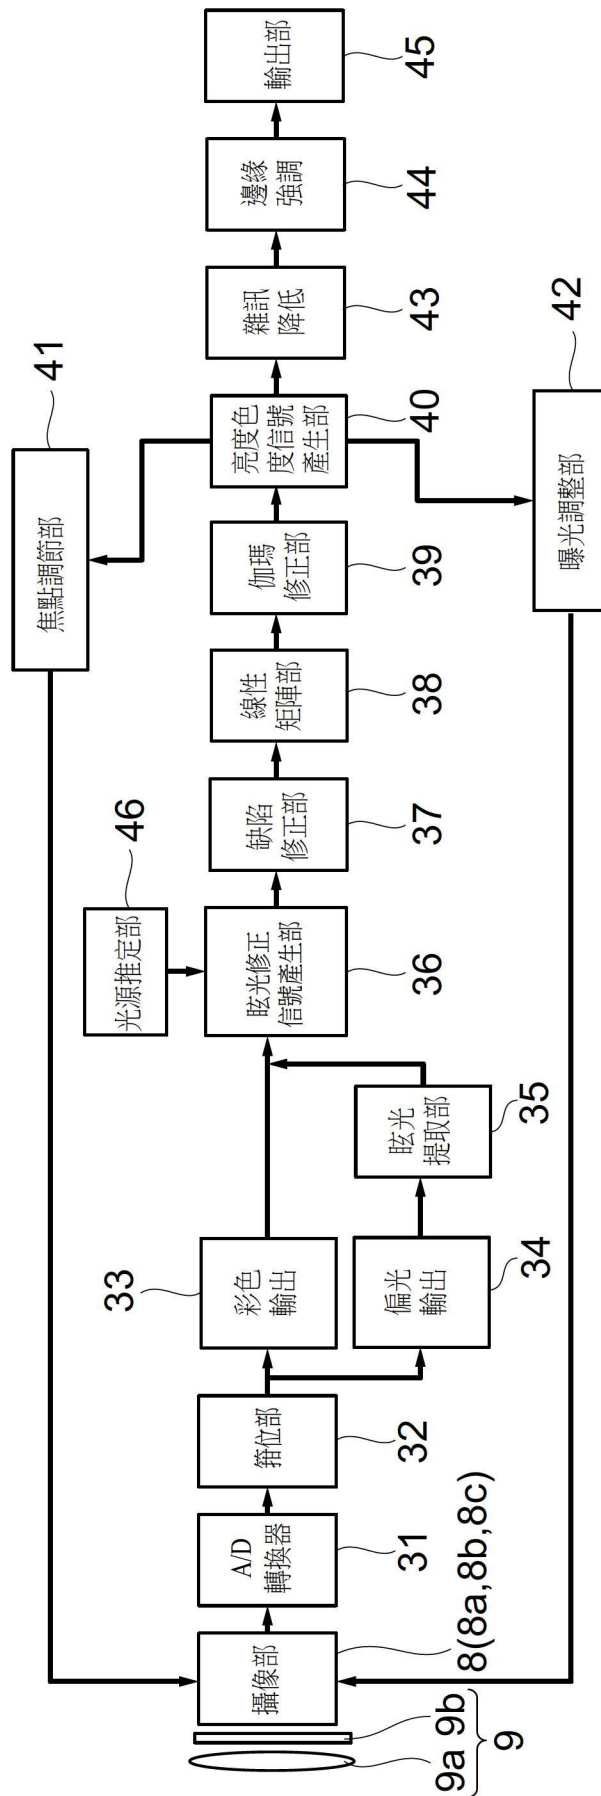 9a 9b
9
攝像部
8(8a,8b,8c)
A/D
轉換器
31
箝位部
32
彩色
輸出
33
偏光
輸出
34
眩光
提取部
35
光源推定部
46
眩光修正
信號產生部
36
缺陷
修正部
37
線性
矩陣部
38
伽瑪
修正部
39
亮度色
度信號
產生部
40
焦點調節部
41
曝光調整部
42
雜訊
降低
43
邊緣
強調
44
輸出部
45